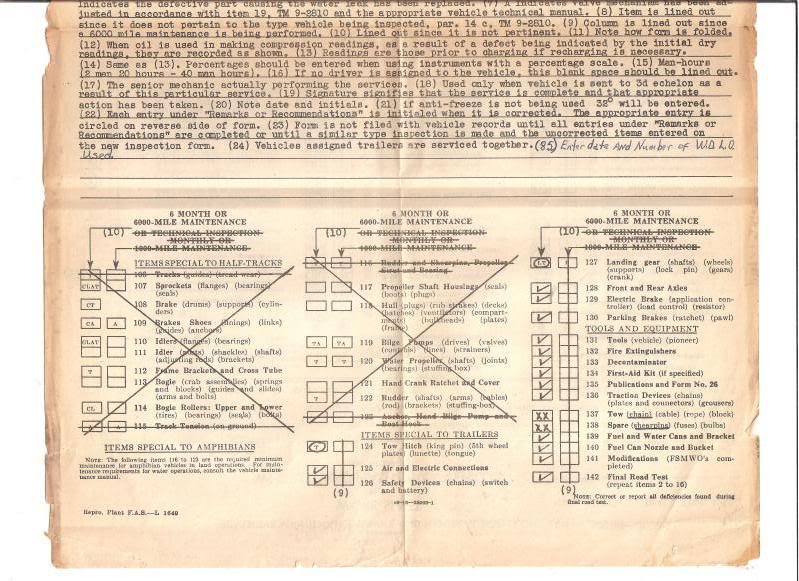 indicates the defective part causing the water leak has been replaced. (7) A indicates valve mechanism has been ad-
justed in accordance with item 19, TM 9-2810 and the appropriate vehicle technical manual. (8) Item is lined out
since it does not pertain to the type vehicle being inspected, par. 14 c, TM 9-2810. (9) Column is lined out since
a 6000 mile maintenance is being performed. (10) Lined out since it is not pertinent. (11) Note how form is folded.
(12) When oil is used in making compression readings, as a result of a defect being indicated by the initial dry
readings, they are recorded as shown. (13) Readings are those prior to charging if recharging is necessary.
(14) Same as (13). Percentages should be entered when using instruments with a percentage scale. (15) Man-hours
(2 men 20 hours - 40 man hours). (16) If no driver is assigned to the vehicle, this blank space should be lined out.
(17) The senior mechanic actually performing the services. (18) Used only when vehicle is sent to 3d echelon as a
result of this particular service. (19) Signature signifies that the service is complete and that appropriate
action has been taken. (20) Note date and initials. (21) if anti-freeze is not being used 32° will be entered.
(22) Each entry under "Remarks or Recommendations" is initialed when it is corrected. The appropriate entry is
circled on reverse side of form. (23) Form is not filed with vehicle records until all entries under "Remarks or
Recommendations" are completed or until a similar type inspection is made and the uncorrected items entered on
the new inspection form. (24) Vehicles assigned trailers are serviced together. (85) Enter date And Number of W.D.L.O.
Used.
6 MONTH OR
6000-MILE MAINTENANCE
OR TECHNICAL INSPECTION
MONTHLY OR
1000-MILE MAINTENANCE
(10)
ITEMS SPECIAL TO HALF-TRACKS
106 Tracks (guides) (tread wear)
CLAT 107 Sprockets (flanges) (bearings)
(seals)
CT 108 Brake (drums) (supports) (cylin-
ders)
CA A 109 Brakes Shoes (linings) (links)
(guides) (anchors)
CLAT 110 Idlers (flanges) (bearings)
111 Idler (shafts) (shackles) (shafts)
(adjusting rods) (brackets)
T 112 Frame Brackets and Cross Tube
113 Bogie (crab assemblies) (springs
and blocks) (guides and slides)
(arms and bolts)
CL 114 Bogie Rollers: Upper and Lower
(tires) (bearings) (seals) (bolts)
A 115 Track Tension (on ground)
ITEMS SPECIAL TO AMPHIBIANS
NOTE: The following items 116 to 123 are the required minimum
maintenance for amphibian vehicles in land operations. For main-
tenance requirements for water operations, consult the vehicle mainte-
nance manual.
Repro. Plant F.A.S.—L 1649
6 MONTH OR
6000-MILE MAINTENANCE
OR TECHNICAL INSPECTION
MONTHLY OR
1000-MILE MAINTENANCE
(10)
T T 116 Rudder and Shearpins, Propeller
Strut and Bearing
117 Propeller Shaft Housing (seals)
(boots) (plugs)
118 Hull (plugs) (rub strakes) (decks)
(hatches) (ventilators) (compart-
ments) (bulkheads) (plates)
TA TA 119 Bilge Pumps (drives) (valves)
(lines) (strainers)
T T 120 Water Propeller (shafts) (joints)
(bearings) (stuffing-box)
121 Hand Crank Ratchet and Cover
T 122 Rudder (shafts) (arms) (cables)
(rod) (brackets) (stuffing-box)
123 Anchor, Hand Bilge Pump and
Boat Hook
ITEMS SPECIAL TO TRAILERS
T 124 Tow Hitch (king pin) (5th wheel
plates) (lunette) (tongue)
125 Air and Electric Connections
126 Safety Devices (chains) (switch
and battery)
(9)
6 MONTH OR
6000-MILE MAINTENANCE
OR TECHNICAL INSPECTION
MONTHLY OR
1000-MILE MAINTENANCE
(10)
LT 127 Landing gear (shafts) (wheels)
(supports) (lock pin) (gears)
(crank)
128 Front and Rear Axles
129 Electric Brake (application con-
troller) (load control) (resistor)
130 Parking Brakes (ratchet) (pawl)
TOOLS AND EQUIPMENT
131 Tools (vehicle) (pioneer)
132 Fire Extinguishers
133 Decontaminator
134 First-Aid Kit (if specified)
135 Publications and Form No. 26
136 Traction Devices (chains)
(plates and connectors) (grousers)
XX 137 Tow (chain) (cable) (rope) (block)
XX 138 Spare (shearpins) (fuses) (bulbs)
139 Fuel and Water Cans and Bracket
140 Fuel Can Nozzle and Bucket
141 Modifications (FSMWO's com-
pleted)
142 Final Road Test
(repeat items 2 to 16)
(9)
NOTE: Correct or report all deficiencies found during
final road test.